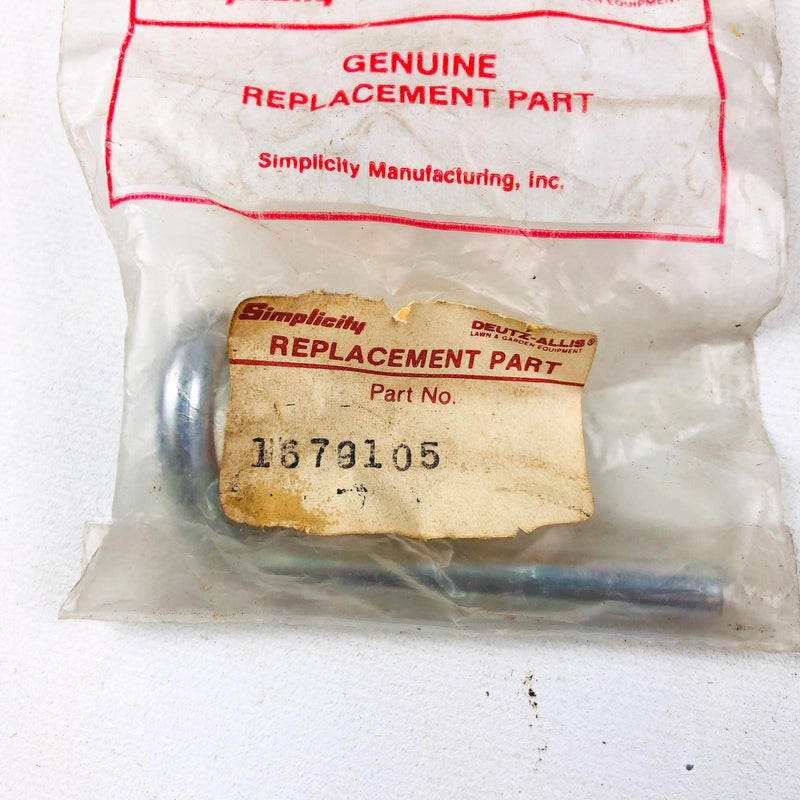 GENUINE
REPLACEMENT PART
Simplicity Manufacturing, Inc.
Simplicity DEUTZ-ALLIS®
LAWN & GARDEN EQUIPMENT
REPLACEMENT PART
Part No.
1679105